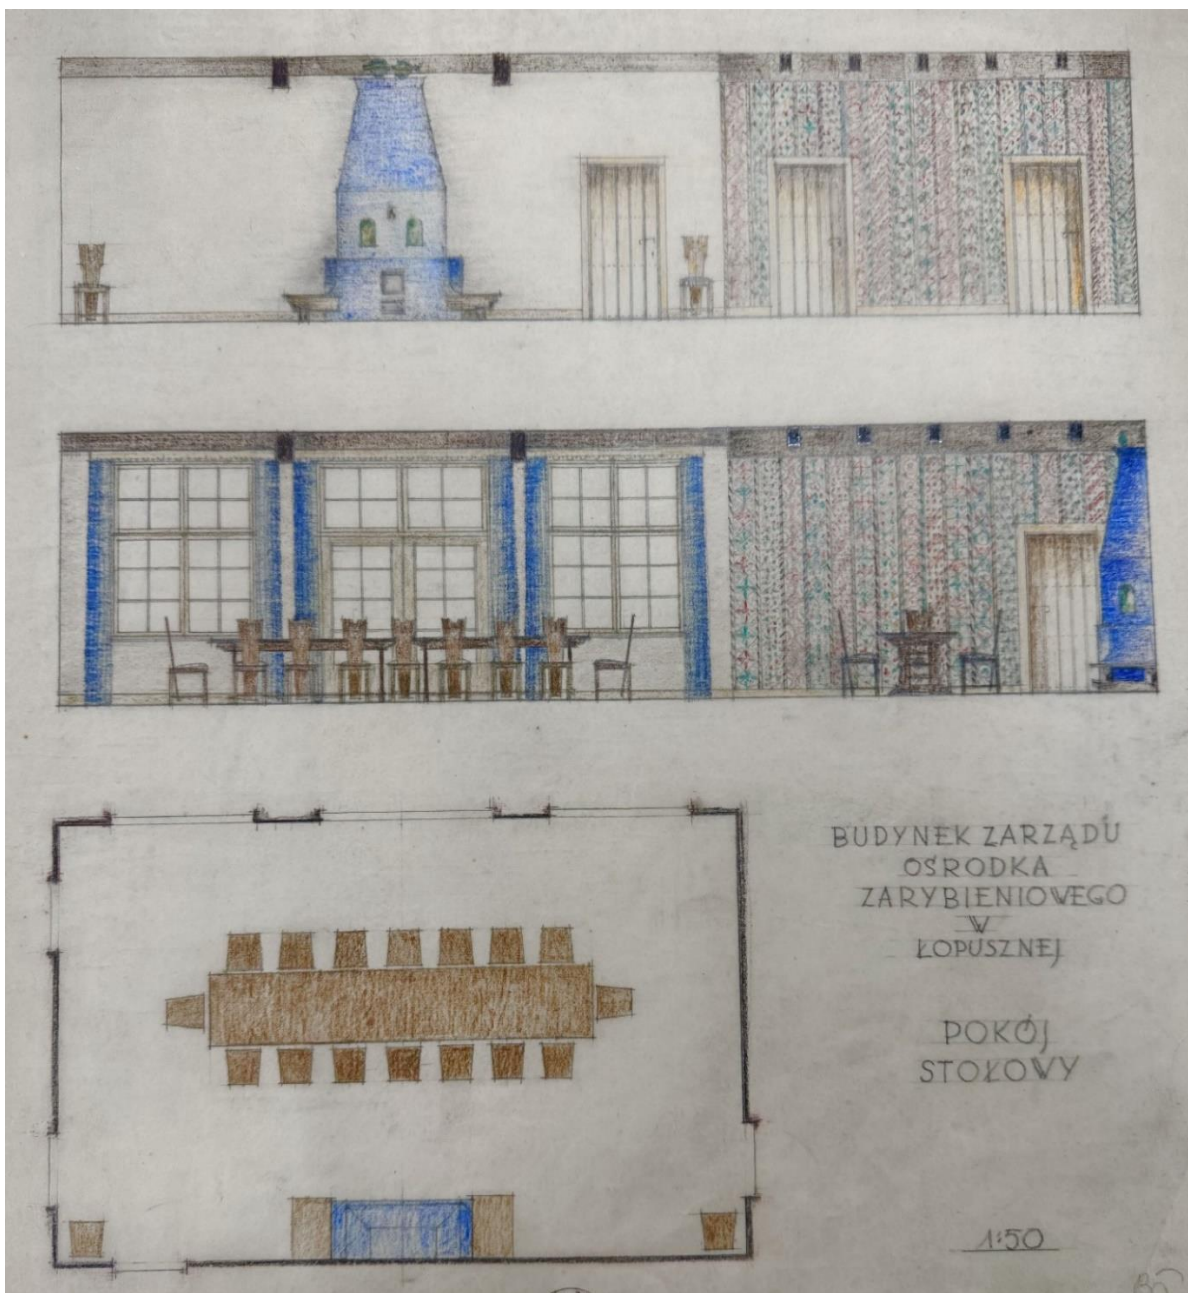 BUDYNEK ZARZĄDU
OŚRODKA
ZARYBIENIOWEGO
W
ŁOPUSZNEJ
POKÓJ
STOŁOWY
1:50